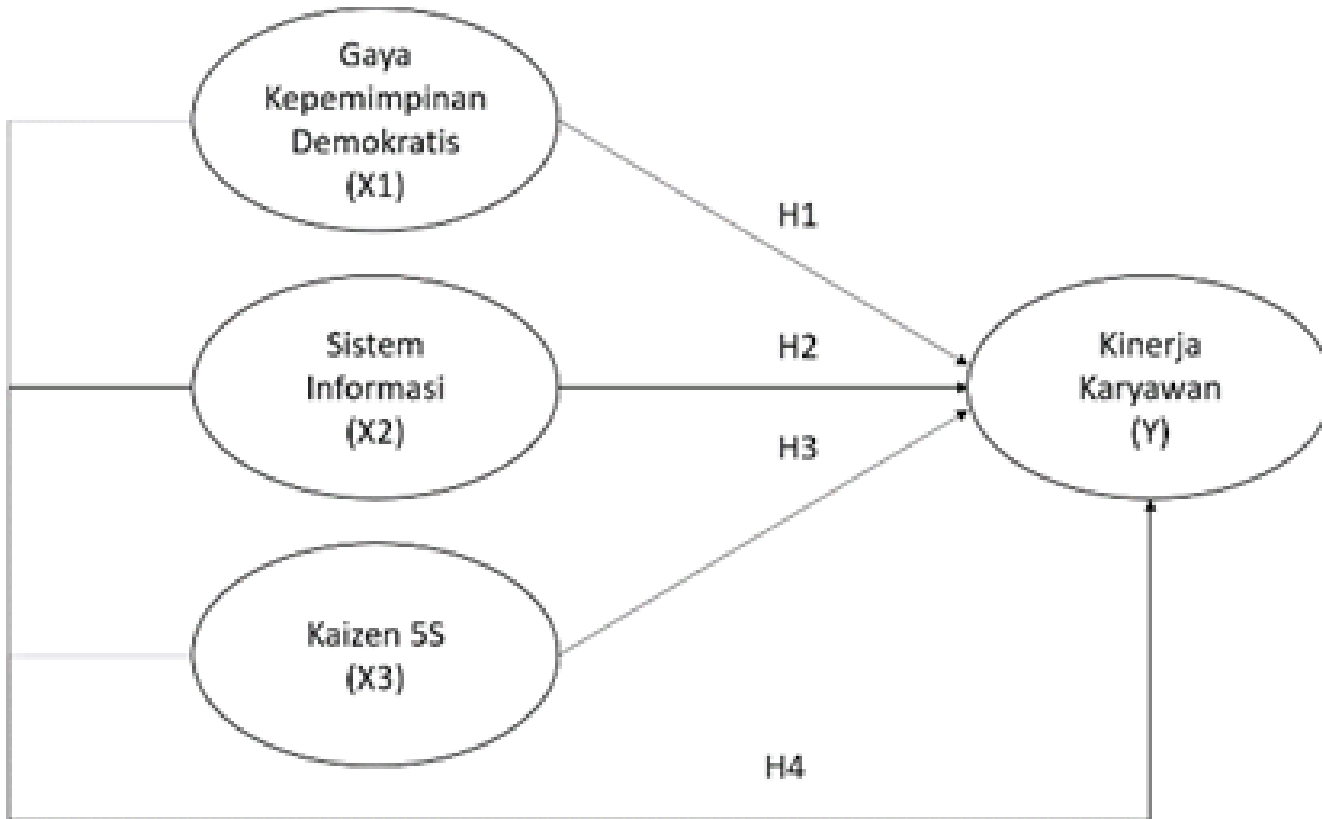 Gaya
Kepemimpinan
Demokratis
(X1)
H1
Sistem
Informasi
(X2)
H2
Kinerja
Karyawan
(Y)
H3
Kaizen 5S
(X3)
H4